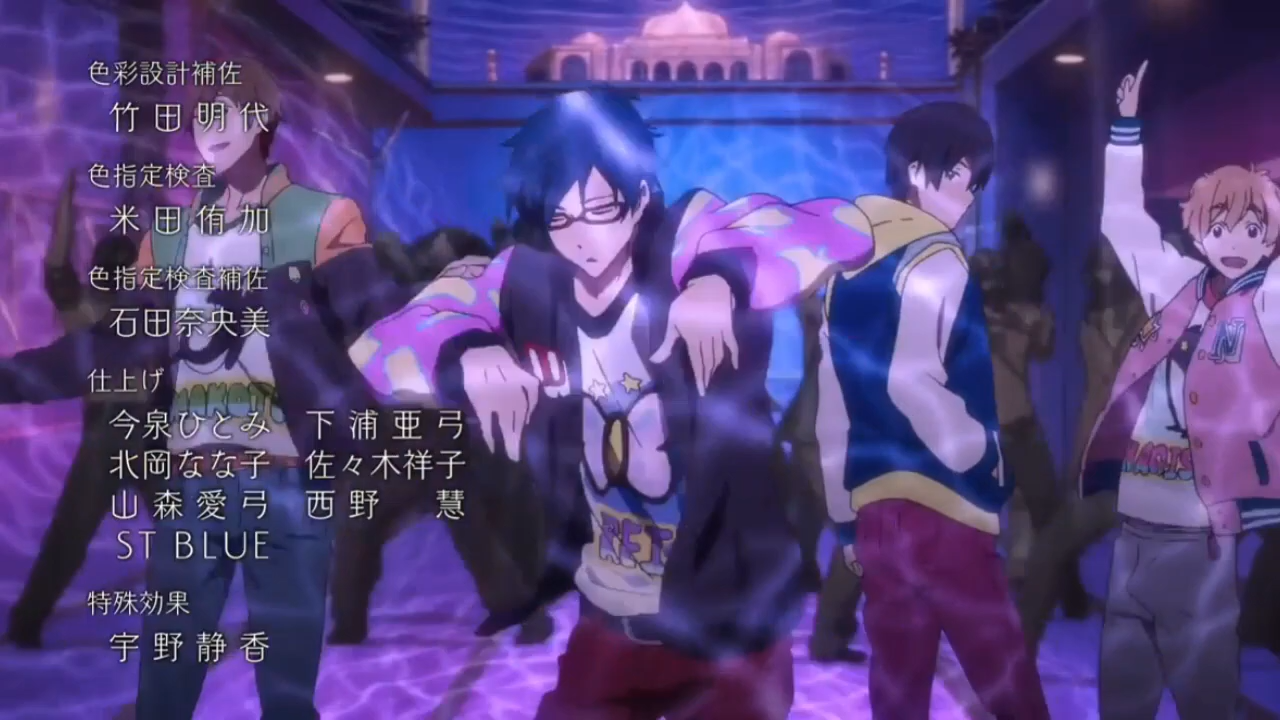 色彩設計補佐
竹田明代
色指定検査
米田侑加
色指定検査補佐
石田奈央美
仕上げ
今泉ひとみ 下浦亜弓
北岡なな子 佐々木祥子
山森愛弓 西野 慧
ST BLUE
特殊効果
宇野静香
N